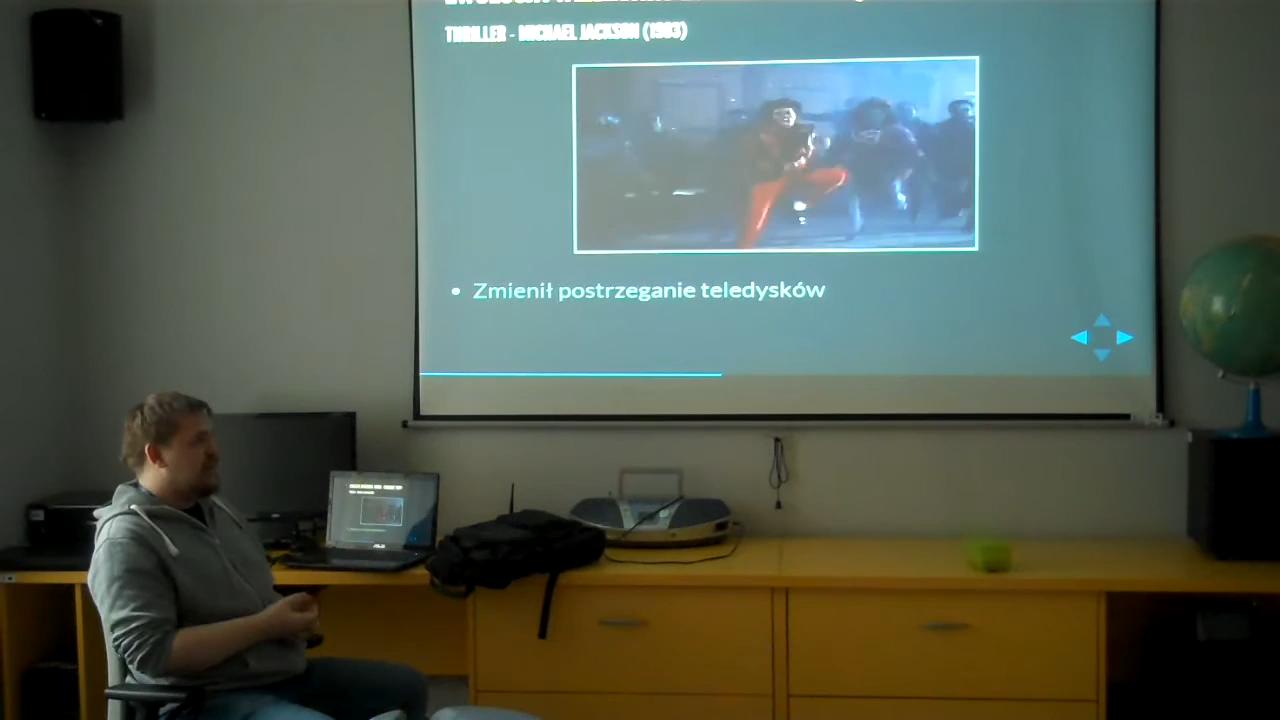 THRILLER - MICHAEL JACKSON (1983)
• Zmienił postrzeganie teledysków